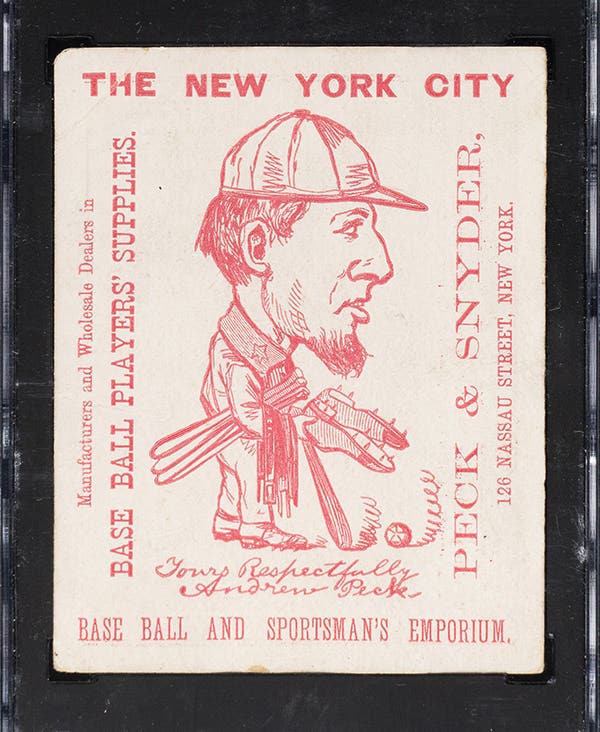 THE NEW YORK CITY
Manufacturers and Wholesale Dealers in
BASE BALL PLAYERS' SUPPLIES.
PECK & SNYDER,
126 NASSAU STREET, NEW YORK.
Yours Respectfully
Andrew Peck
BASE BALL AND SPORTSMAN'S EMPORIUM.